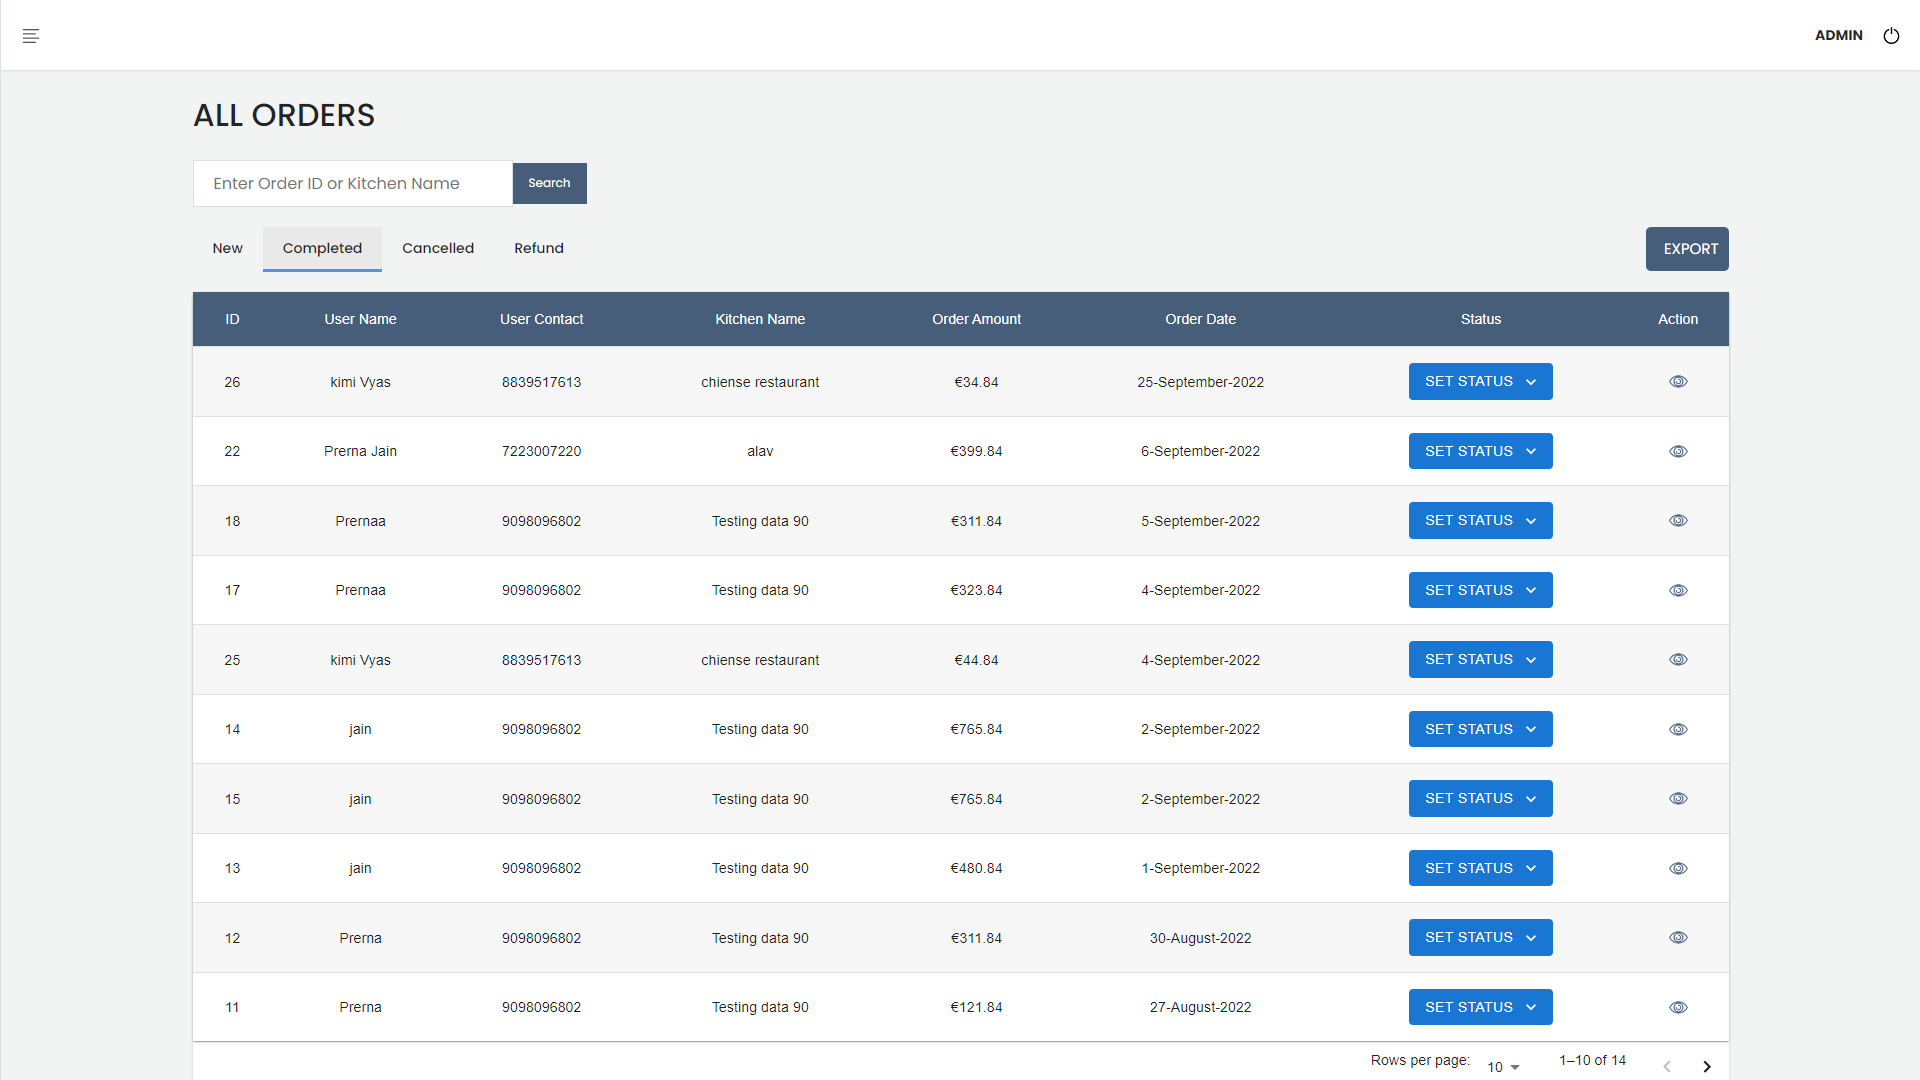 ADMIN
ALL ORDERS
Enter Order ID or Kitchen Name Search
New Completed Cancelled Refund EXPORT
ID User Name User Contact Kitchen Name Order Amount Order Date Status Action
26 kimi Vyas 8839517613 chiense restaurant €34.84 25-September-2022 SET STATUS
22 Prerna Jain 7223007220 alav €399.84 6-September-2022 SET STATUS
18 Prernaa 9098096802 Testing data 90 €311.84 5-September-2022 SET STATUS
17 Prernaa 9098096802 Testing data 90 €323.84 4-September-2022 SET STATUS
25 kimi Vyas 8839517613 chiense restaurant €44.84 4-September-2022 SET STATUS
14 jain 9098096802 Testing data 90 €765.84 2-September-2022 SET STATUS
15 jain 9098096802 Testing data 90 €765.84 2-September-2022 SET STATUS
13 jain 9098096802 Testing data 90 €480.84 1-September-2022 SET STATUS
12 Prerna 9098096802 Testing data 90 €311.84 30-August-2022 SET STATUS
11 Prerna 9098096802 Testing data 90 €121.84 27-August-2022 SET STATUS
Rows per page: 10 1–10 of 14